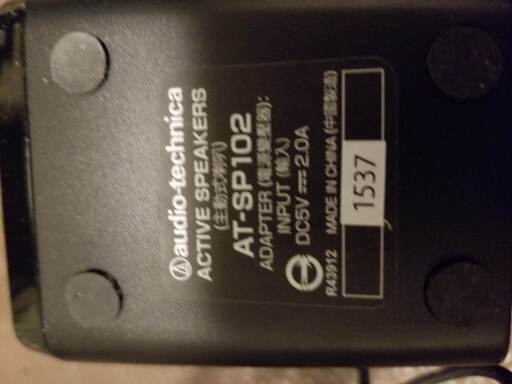 audio-technica
ACTIVE SPEAKERS
(主動式喇叭)
AT-SP102
ADAPTER (電源變壓器):
INPUT (輸入)
DC5V ⎓ 2.0A
R43912 MADE IN CHINA (中國製造)
1537